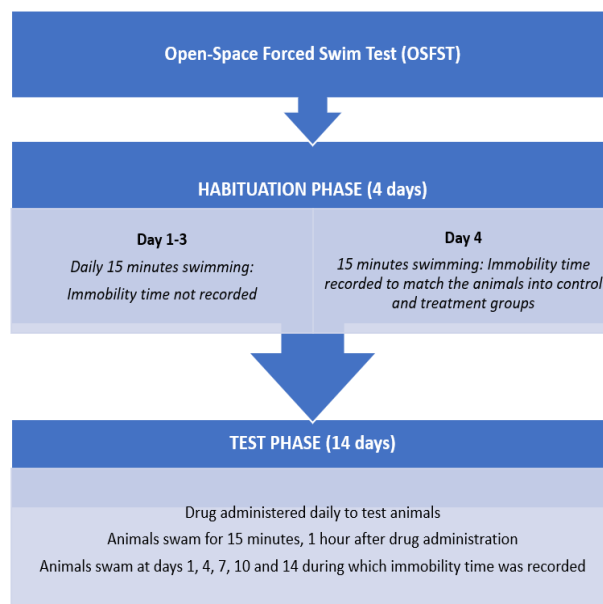 Open-Space Forced Swim Test (OSFST)
HABITUATION PHASE (4 days)
Day 1-3
Daily 15 minutes swimming:
Immobility time not recorded
Day 4
15 minutes swimming: Immobility time
recorded to match the animals into control
and treatment groups
TEST PHASE (14 days)
Drug administered daily to test animals
Animals swam for 15 minutes, 1 hour after drug administration
Animals swam at days 1, 4, 7, 10 and 14 during which immobility time was recorded